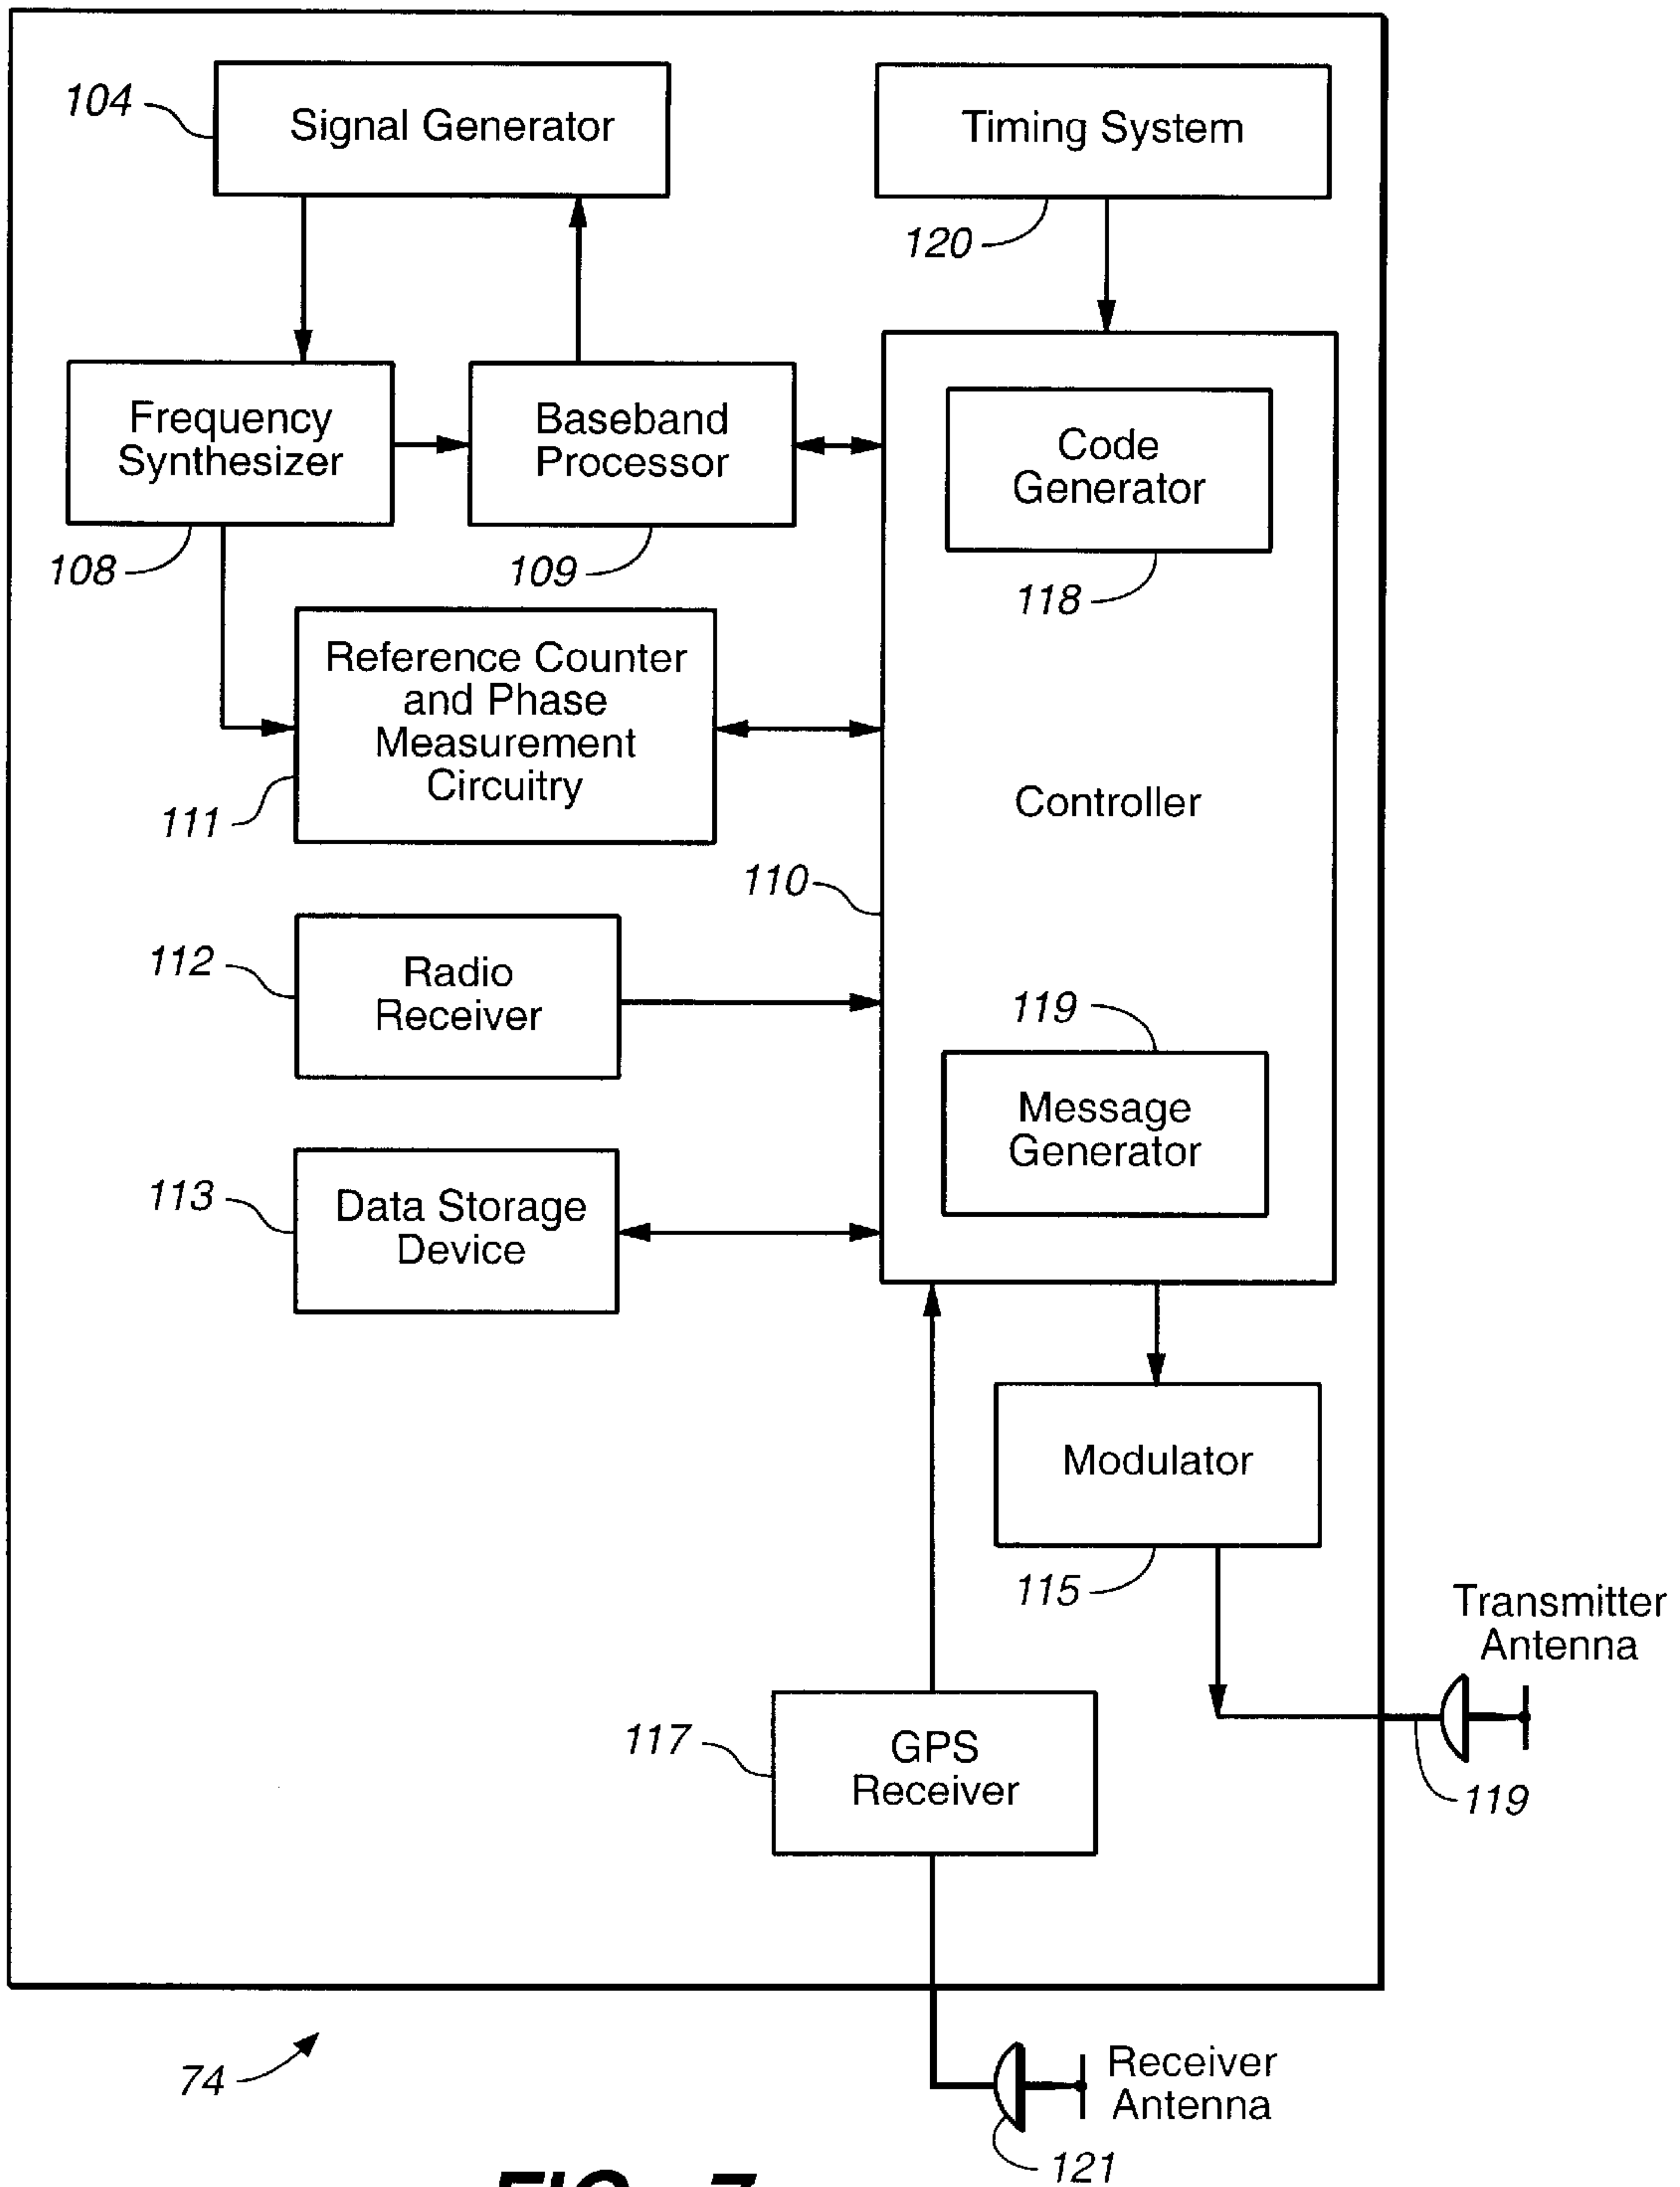 104
Signal Generator
Timing System
120
Frequency
Synthesizer
108
Baseband
Processor
109
Code
Generator
118
Reference Counter
and Phase
Measurement
Circuitry
111
Controller
110
112
Radio
Receiver
119
Message
Generator
113
Data Storage
Device
Modulator
115
Transmitter
Antenna
119
117
GPS
Receiver
74
Receiver
Antenna
121
FIG. 7